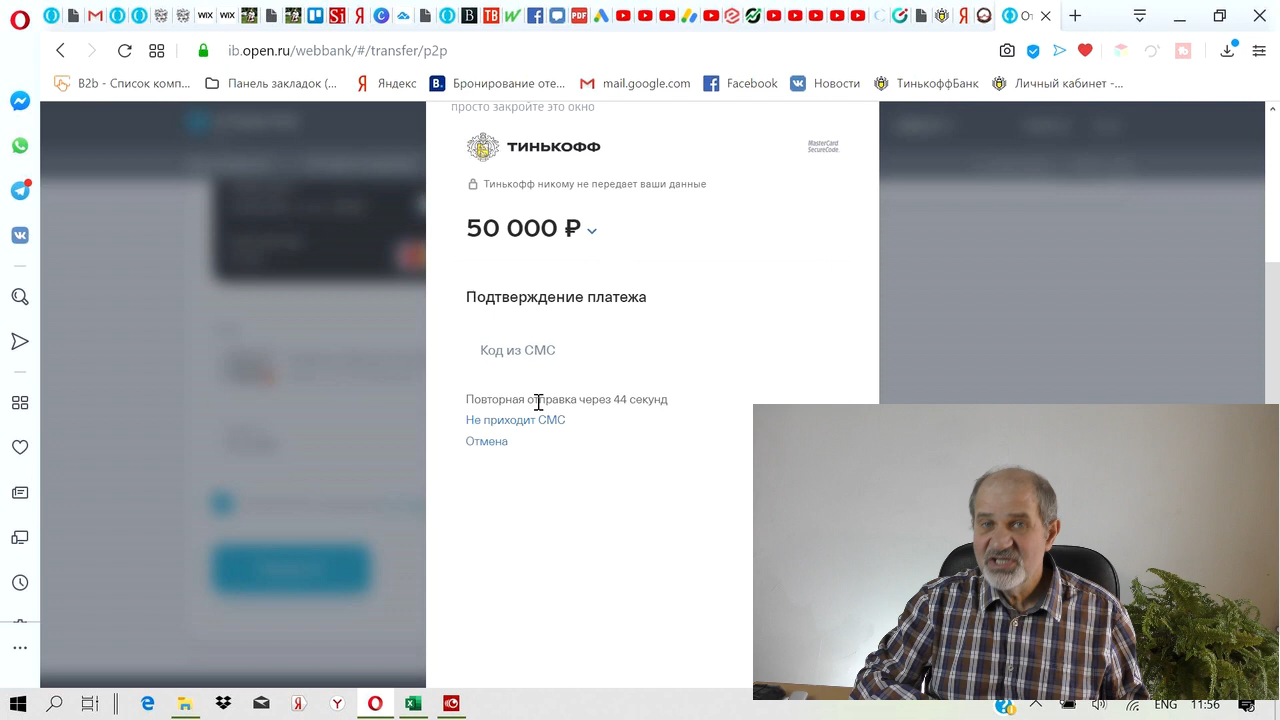 ib.open.ru/webbank/#/transfer/p2p
B2b - Список комп...
Панель закладок (...
Яндекс
Бронирование оте...
mail.google.com
Facebook
Новости
ТинькоффБанк
Личный кабинет -...
просто закройте это окно
ТИНЬКОФФ
MasterCard
SecureCode.
Тинькофф никому не передает ваши данные
50 000 ₽
Подтверждение платежа
Код из СМС
Повторная отправка через 44 секунд
Не приходит СМС
Отмена
ENG
11:56